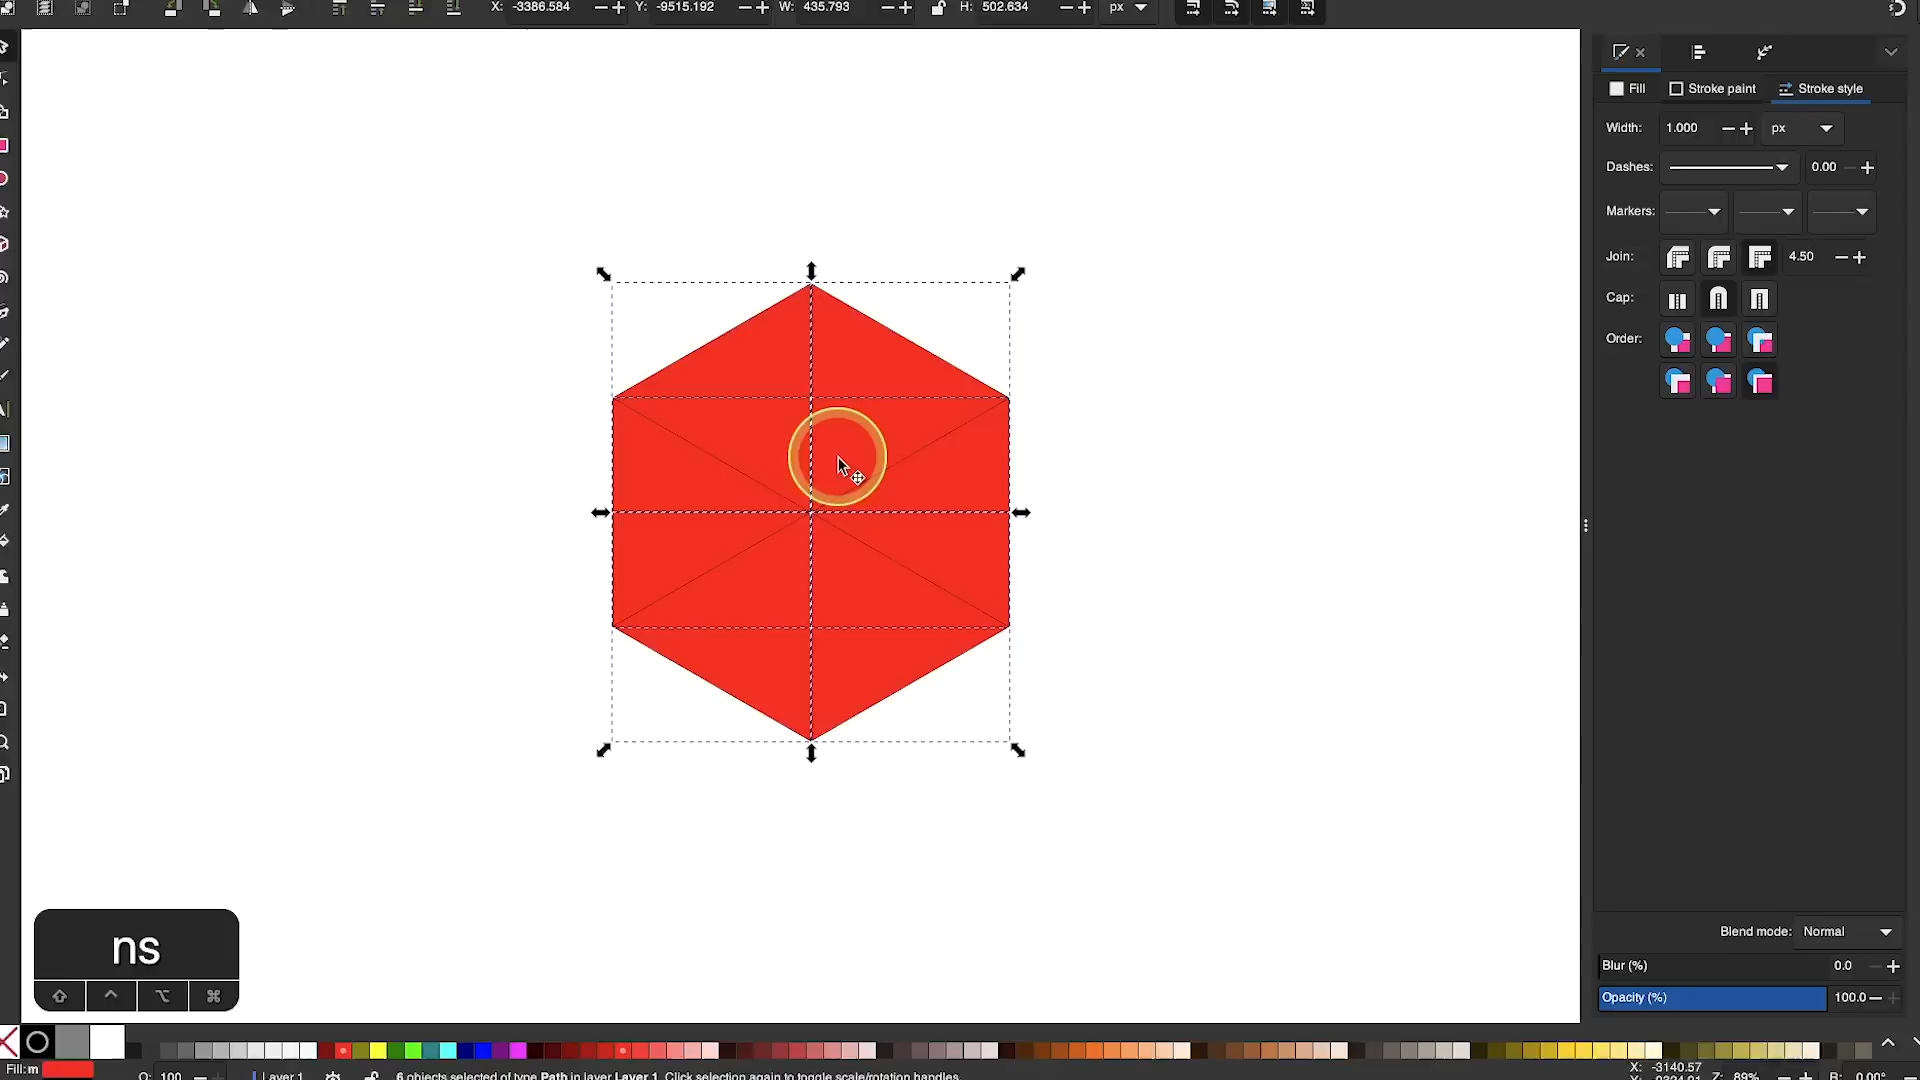 X: -3386.584 Y: -9515.192 W: 435.793 H: 502.634 px
Fill Stroke paint Stroke style
Width: 1.000 px
Dashes: 0.00
Markers:
Join: 4.50
Cap:
Order:
ns
Blend mode: Normal
Blur (%) 0.0
Opacity (%) 100.0
Fill: m
O: 100 Layer 1 6 objects selected of type Path in layer Layer 1. Click selection again to toggle scale/rotation handles.
X: -3140.57
Z: 89% R: 0.00°